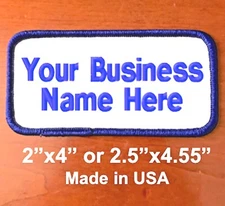 Your Business
Name Here
2”x4” or 2.5”x4.55”
Made in USA